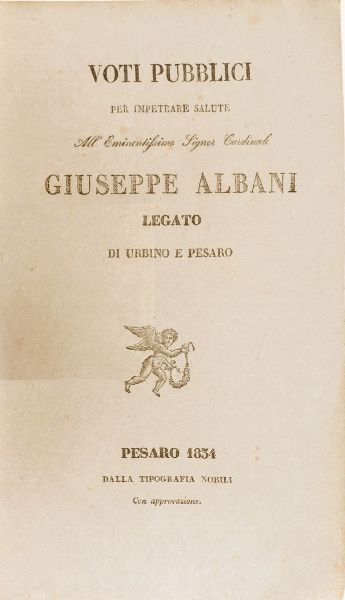 VOTI PUBBLICI
PER IMPETRARE SALUTE
All' Eminentissimo Signor Cardinale
GIUSEPPE ALBANI
LEGATO
DI URBINO E PESARO
PESARO 1834
DALLA TIPOGRAFIA NOBILI
Con approvazione.